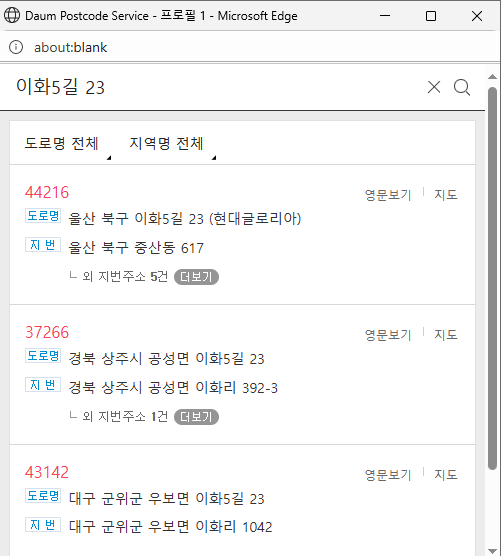 Daum Postcode Service - 프로필 1 - Microsoft Edge
about:blank
이화5길 23
도로명 전체 지역명 전체
44216 영문보기 지도
도로명 울산 북구 이화5길 23 (현대글로리아)
지 번 울산 북구 중산동 617
ㄴ 외 지번주소 5건 더보기
37266 영문보기 지도
도로명 경북 상주시 공성면 이화5길 23
지 번 경북 상주시 공성면 이화리 392-3
ㄴ 외 지번주소 1건 더보기
43142 영문보기 지도
도로명 대구 군위군 우보면 이화5길 23
지 번 대구 군위군 우보면 이화리 1042